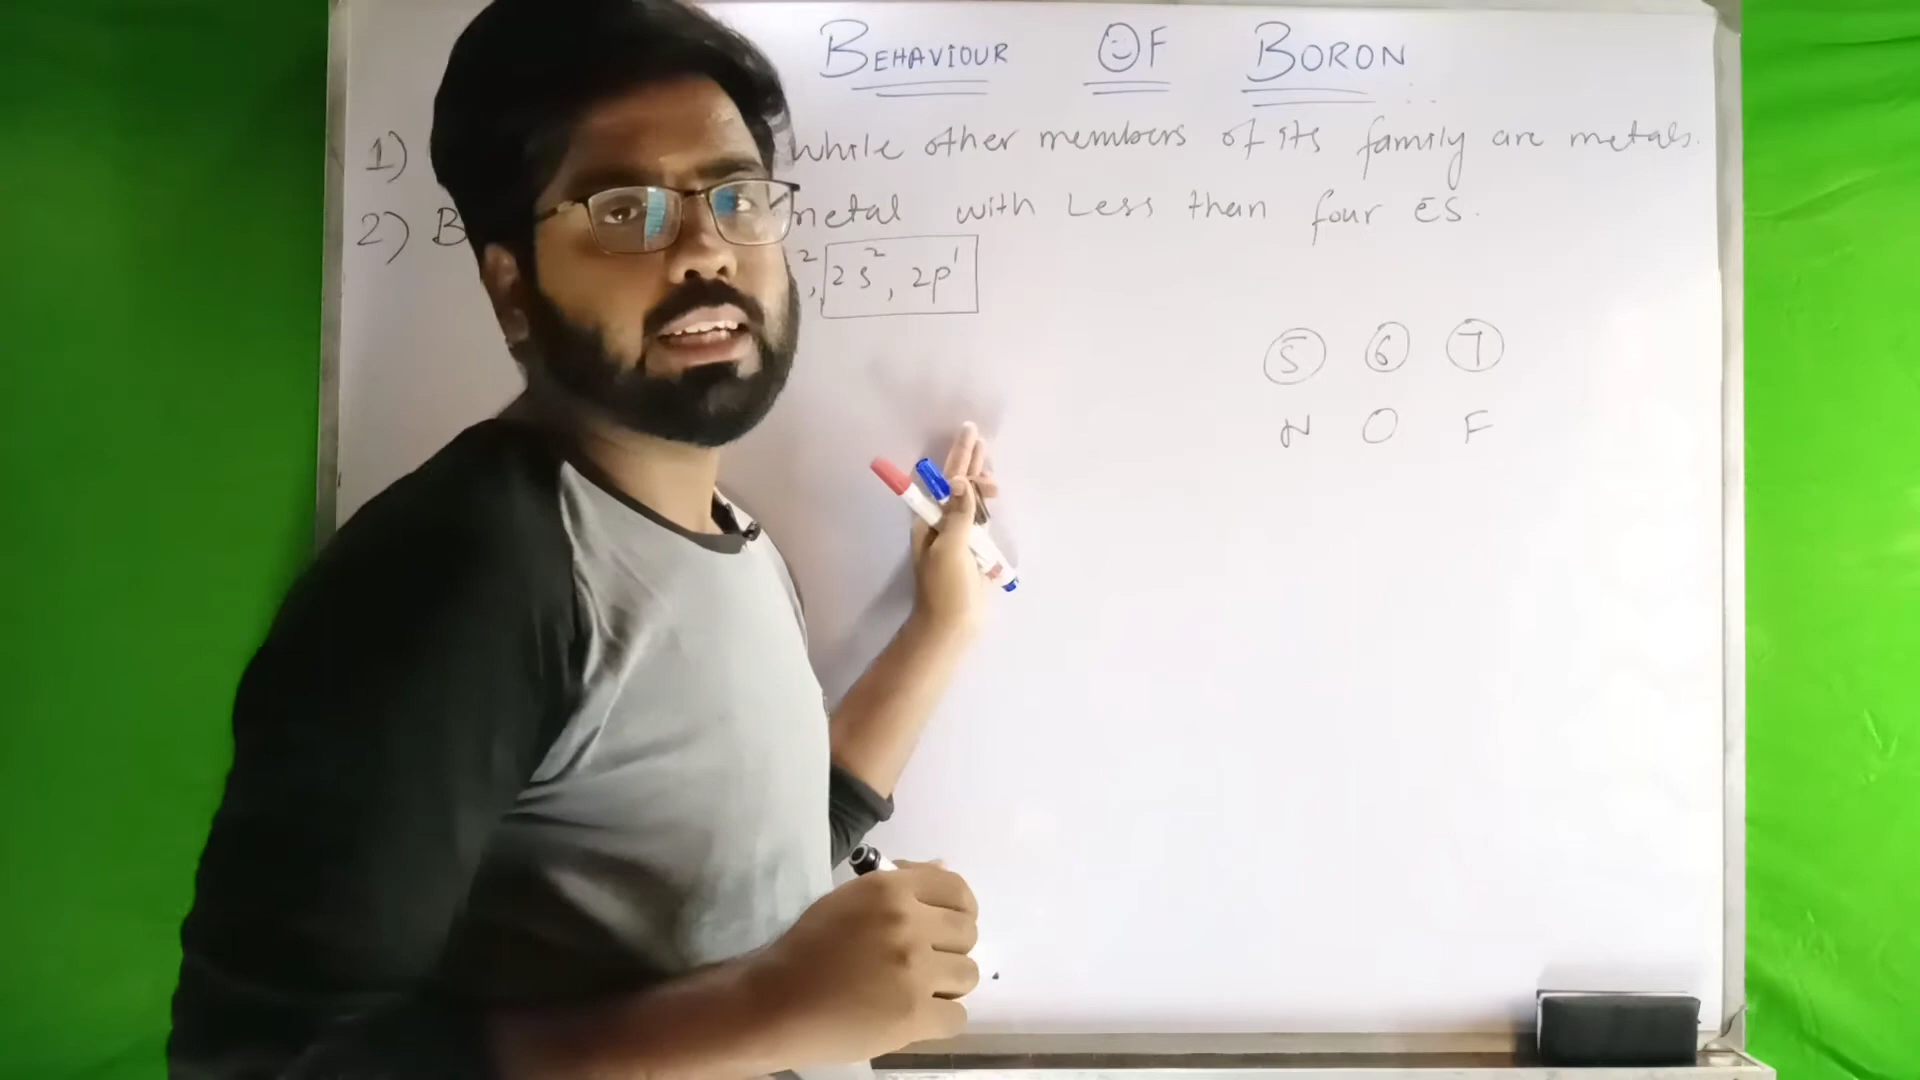 BEHAVIOUR OF BORON
1) while other members of its family are metals.
2) B metal with Less than four ES.
2, 2s², 2p¹
5 6 7
N O F